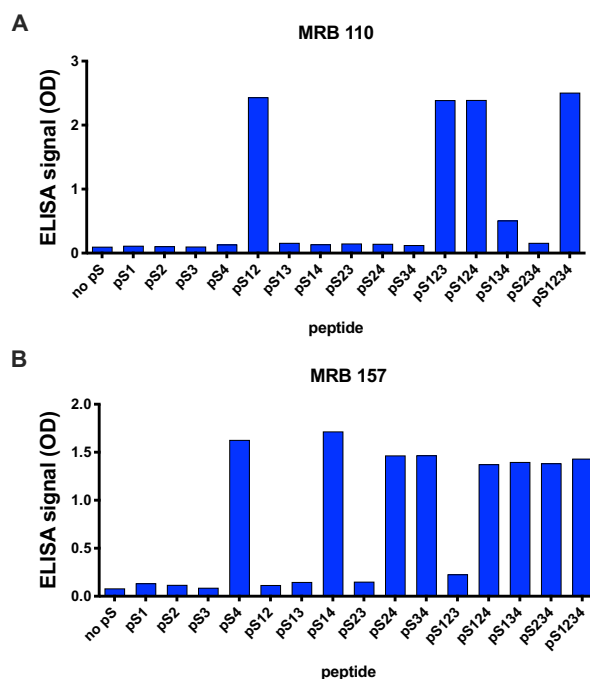 A
MRB 110
ELISA signal (OD)
3
2
1
0
no pS
pS1
pS2
pS3
pS4
pS12
pS13
pS14
pS23
pS24
pS34
pS123
pS124
pS134
pS234
pS1234
peptide
B
MRB 157
ELISA signal (OD)
2.0
1.5
1.0
0.5
0.0
no pS
pS1
pS2
pS3
pS4
pS12
pS13
pS14
pS23
pS24
pS34
pS123
pS124
pS134
pS234
pS1234
peptide